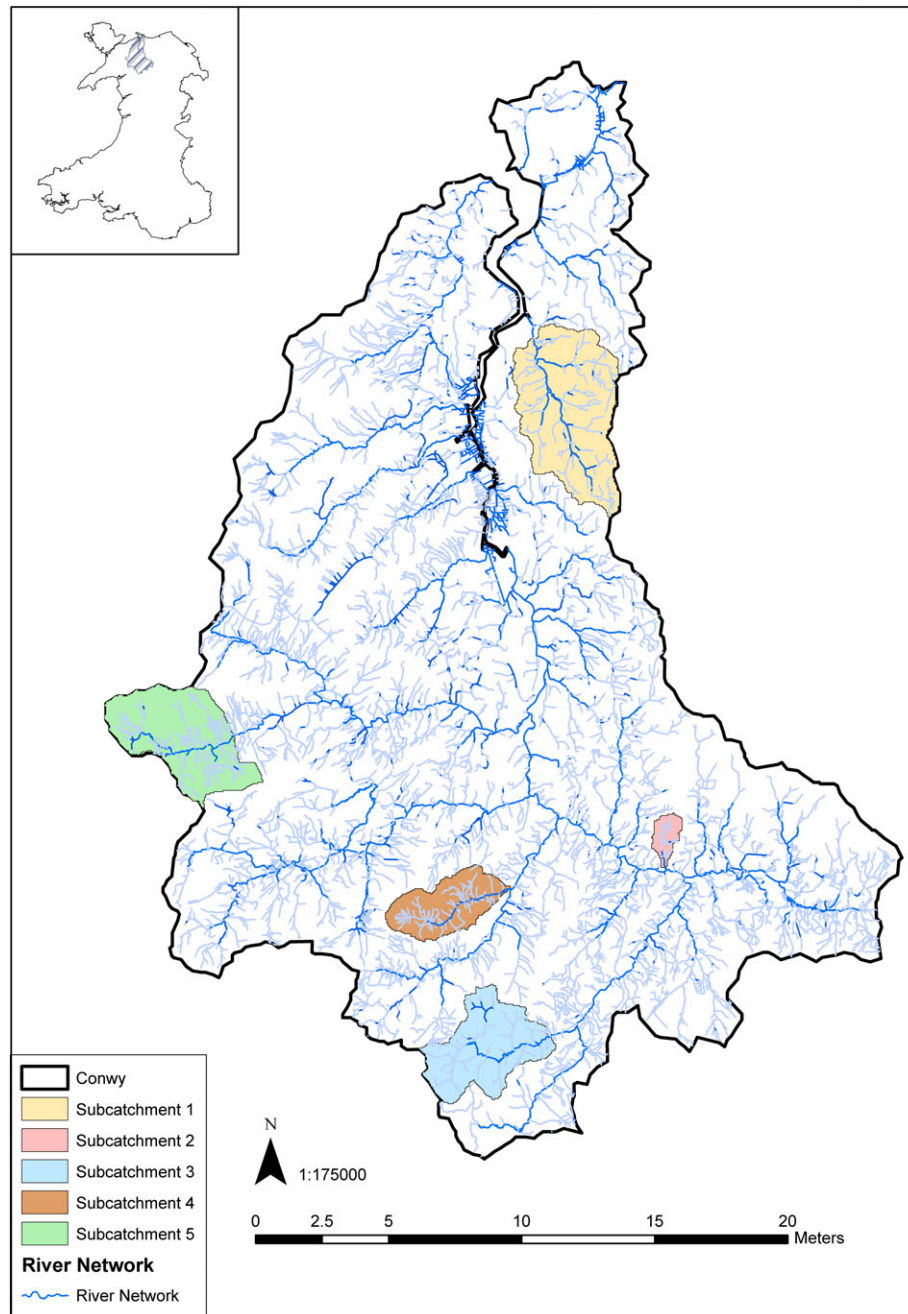 Conwy
Subcatchment 1
Subcatchment 2
Subcatchment 3
Subcatchment 4
Subcatchment 5
River Network
River Network
N
1:175000
0 2.5 5 10 15 20
Meters